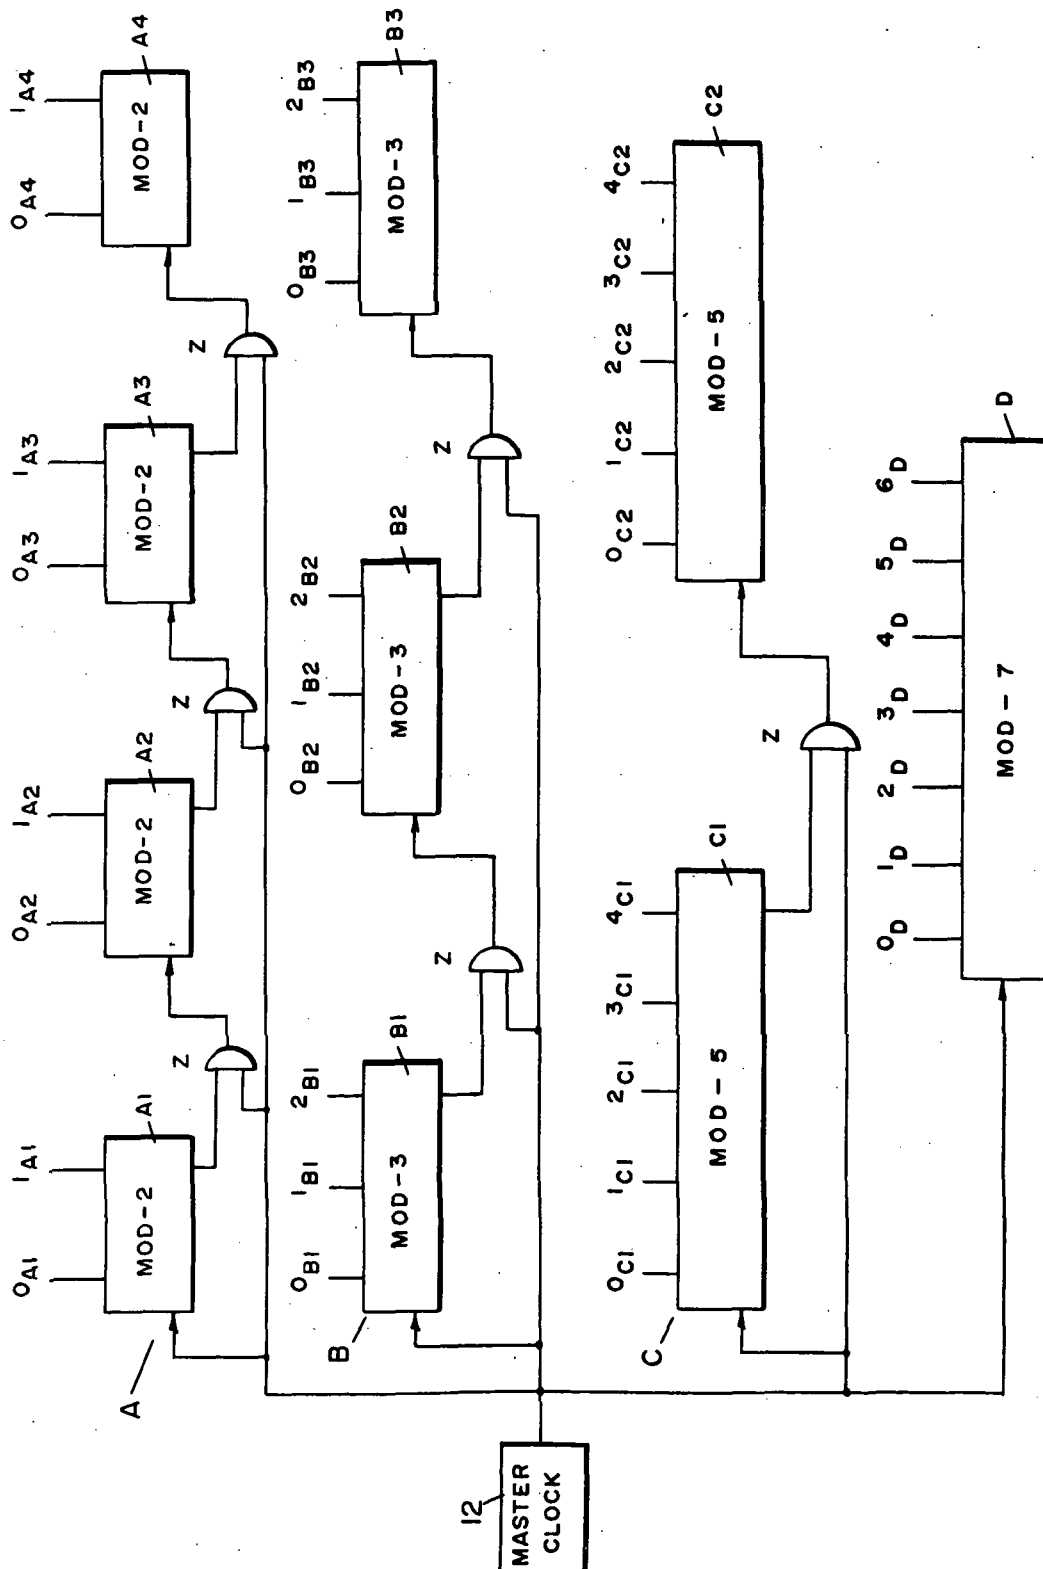 0A1 1A1 0A2 1A2 0A3 1A3 0A4 1A4
MOD-2 A1 MOD-2 A2 MOD-2 A3 MOD-2 A4
A Z Z Z
0B1 1B1 2B1 0B2 1B2 2B2 0B3 1B3 2B3
B MOD-3 B1 MOD-3 B2 MOD-3 B3
Z Z
12
MASTER
CLOCK
0C1 1C1 2C1 3C1 4C1 0C2 1C2 2C2 3C2 4C2
C MOD-5 C1 MOD-5 C2
Z
0D 1D 2D 3D 4D 5D 6D
MOD-7 D